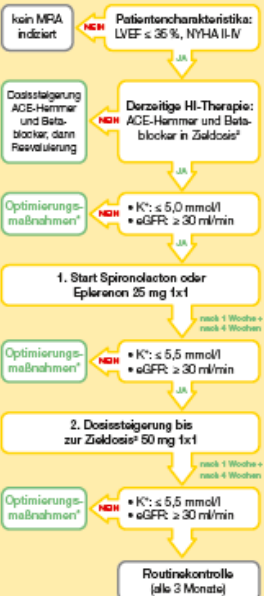 kein MRA
indiziert
NEIN
Patientencharakteristika:
LVEF ≤ 35 %, NYHA II-IV
JA
Dosissteigerung
ACE-Hemmer
und Beta-
blocker, dann
Reevaluierung
NEIN
Derzeitige HI-Therapie:
ACE-Hemmer und Beta-
blocker in Zieldosis²
JA
Optimierungs-
maßnahmen*
NEIN
• K⁺: ≤ 5,0 mmol/l
• eGFR: ≥ 30 ml/min
JA
1. Start Spironolacton oder
Eplerenon 25 mg 1x1
nach 1 Woche +
nach 4 Wochen
Optimierungs-
maßnahmen*
NEIN
• K⁺: ≤ 5,5 mmol/l
• eGFR: ≥ 30 ml/min
JA
2. Dosissteigerung bis
zur Zieldosis² 50 mg 1x1
nach 1 Woche +
nach 4 Wochen
Optimierungs-
maßnahmen*
NEIN
• K⁺: ≤ 5,5 mmol/l
• eGFR: ≥ 30 ml/min
Routinekontrolle
(alle 3 Monate)